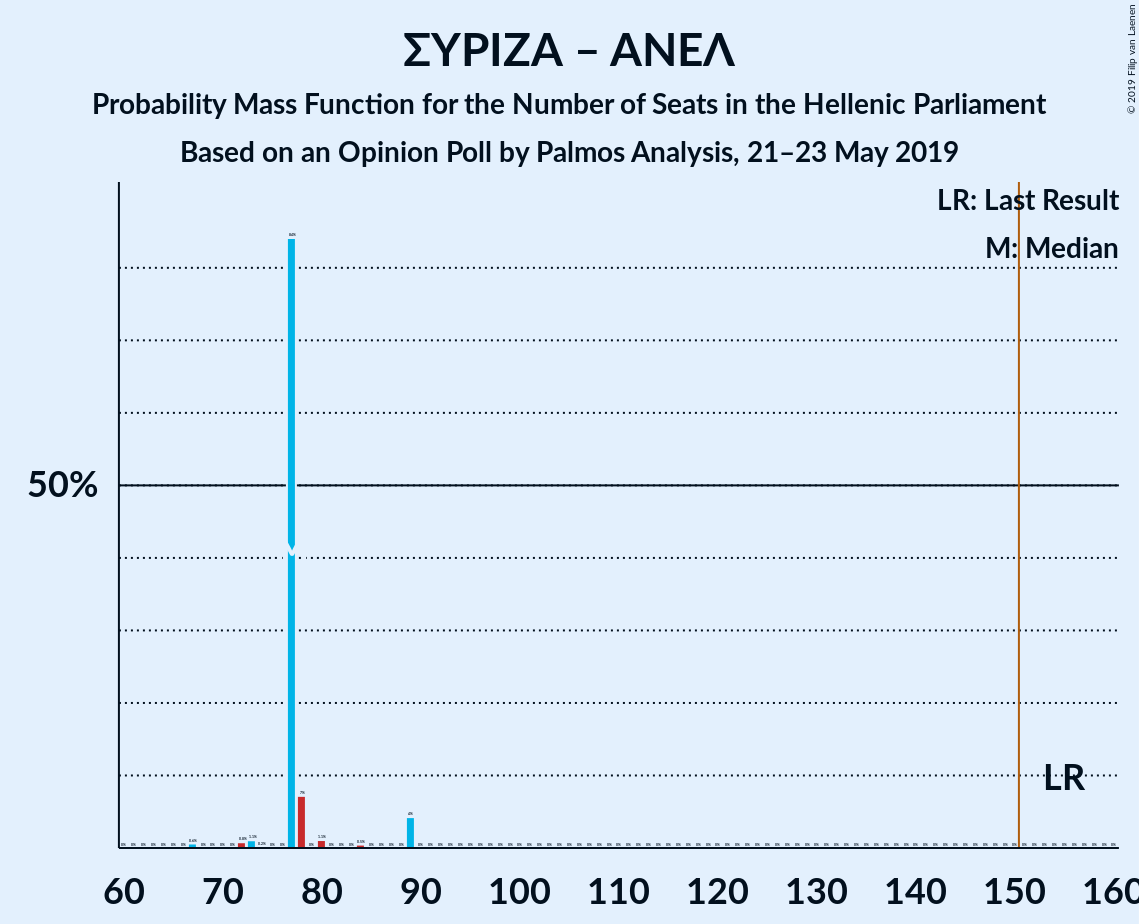 ΣΥΡΙΖΑ – ΑΝΕΛ
Probability Mass Function for the Number of Seats in the Hellenic Parliament
Based on an Opinion Poll by Palmos Analysis, 21–23 May 2019
© 2019 Filip van Laenen
LR: Last Result
M: Median
50%
LR
60 70 80 90 100 110 120 130 140 150 160